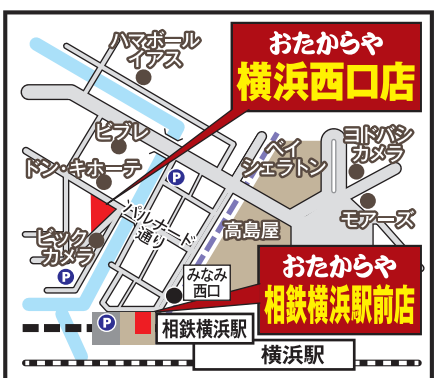 ハマボール
イアス
おたからや
横浜西口店
ビブレ
ベイ
シェラトン
ヨドバシ
カメラ
ドン・キホーテ
P
モアーズ
パルナード
通り
高島屋
ビック
カメラ
P
みなみ
西口
おたからや
相鉄横浜駅前店
P
相鉄横浜駅
横浜駅